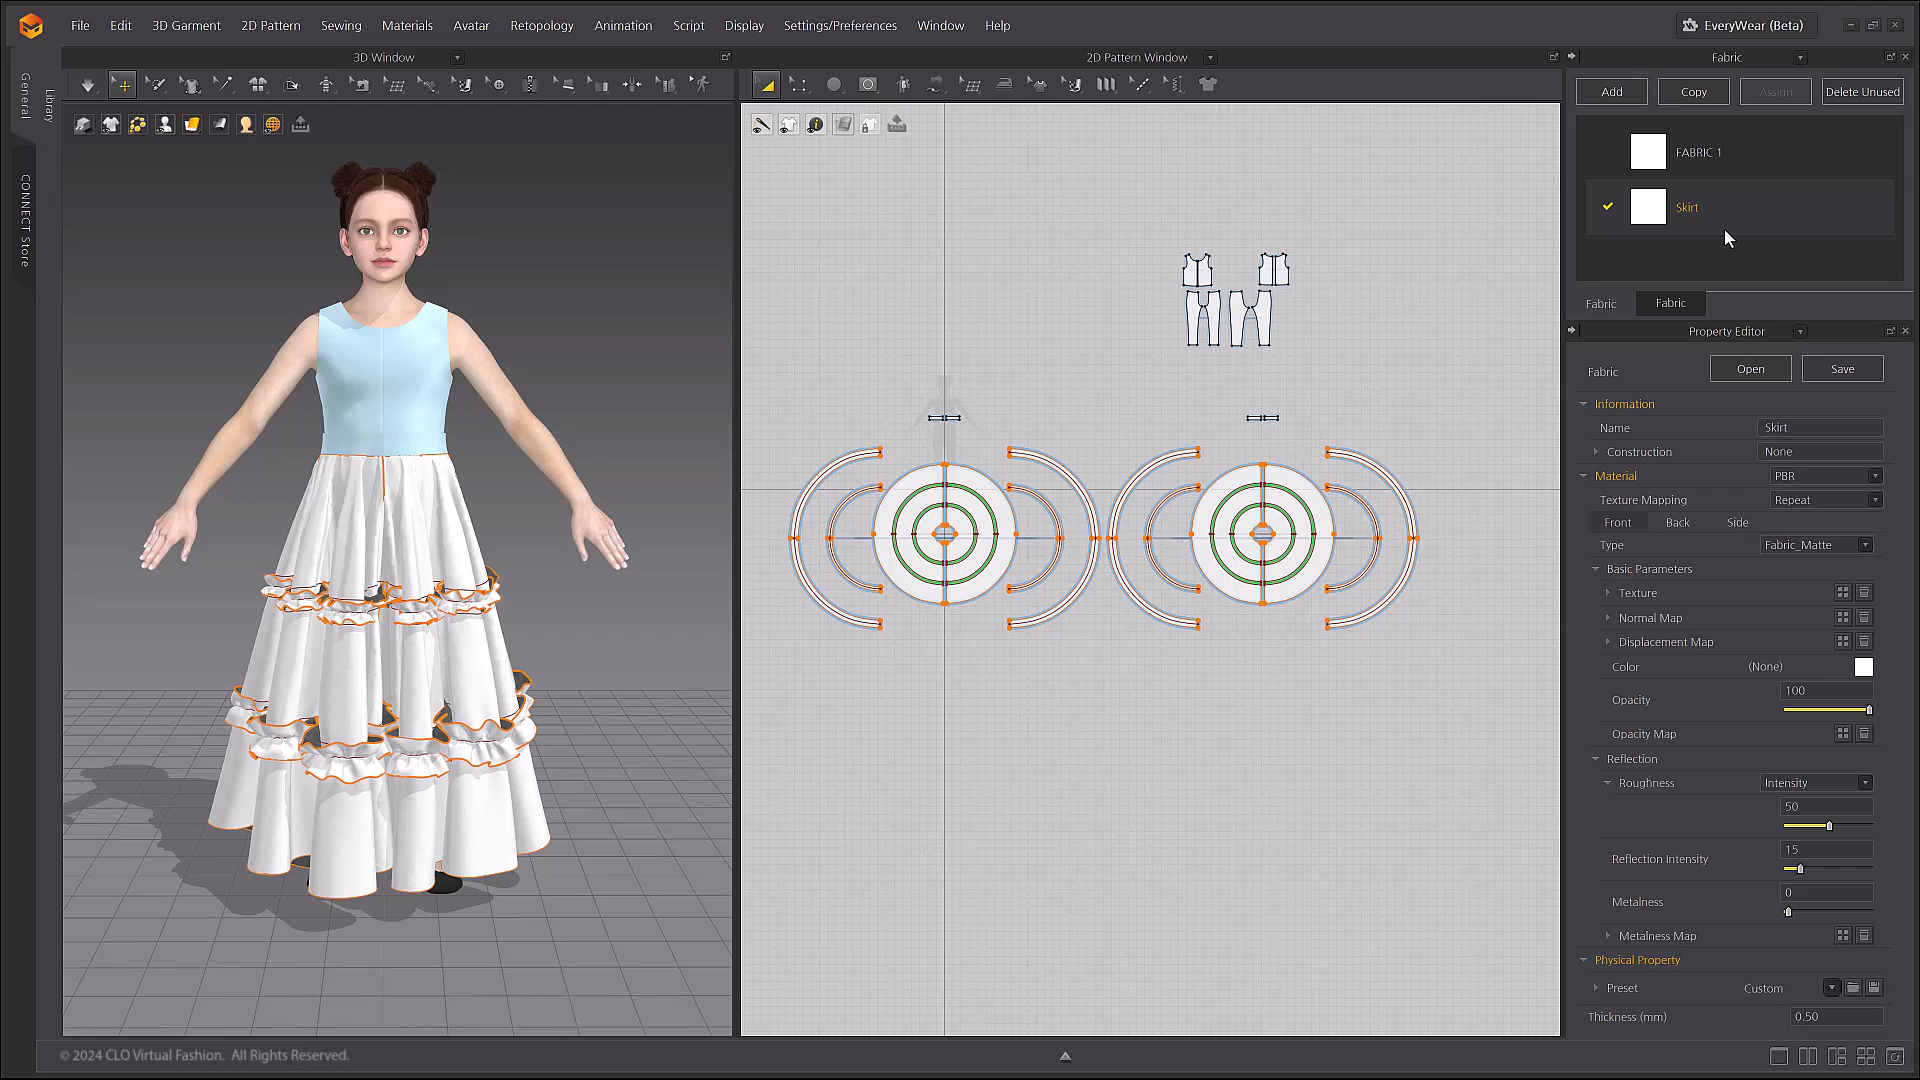 File Edit 3D Garment 2D Pattern Sewing Materials Avatar Retopology Animation Script Display Settings/Preferences Window Help EveryWear (Beta)
3D Window 2D Pattern Window Fabric
General
Library
CONNECT Store
Add Copy Assign Delete Unused
FABRIC 1
Skirt
Fabric Fabric
Property Editor
Fabric Open Save
Information
Name Skirt
Construction None
Material PBR
Texture Mapping Repeat
Front Back Side
Type Fabric_Matte
Basic Parameters
Texture
Normal Map
Displacement Map
Color (None)
Opacity 100
Opacity Map
Reflection
Roughness Intensity
50
Reflection Intensity 15
Metalness 0
Metalness Map
Physical Property
Preset Custom
Thickness (mm) 0.50
© 2024 CLO Virtual Fashion. All Rights Reserved.